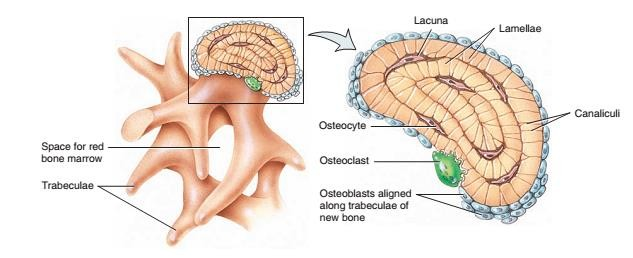 Lacuna
Lamellae
Canaliculi
Osteocyte
Space for red
bone marrow
Osteoclast
Trabeculae
Osteoblasts aligned
along trabeculae of
new bone